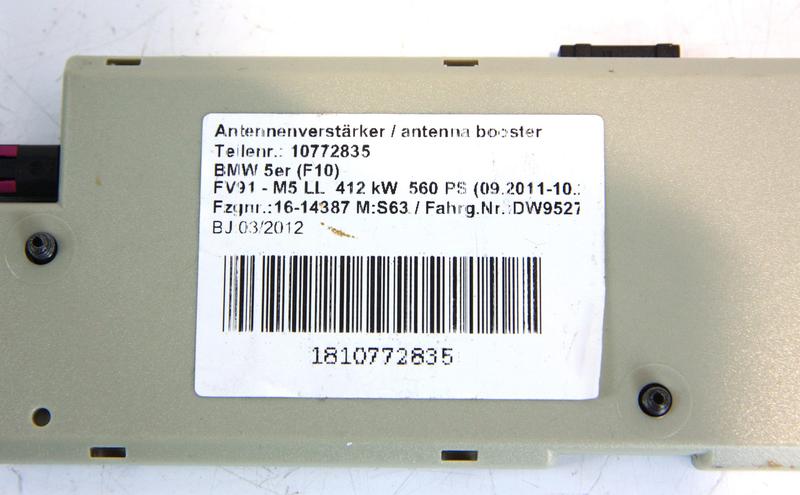 Antennenverstärker / antenna booster
Teilenr.: 10772835
BMW 5er (F10)
FV91 - M5 LL 412 kW 560 PS (09.2011-10.
Fzgnr.:16-14387 M:S63 / Fahrg.Nr.:DW9527
BJ 03/2012
1810772835